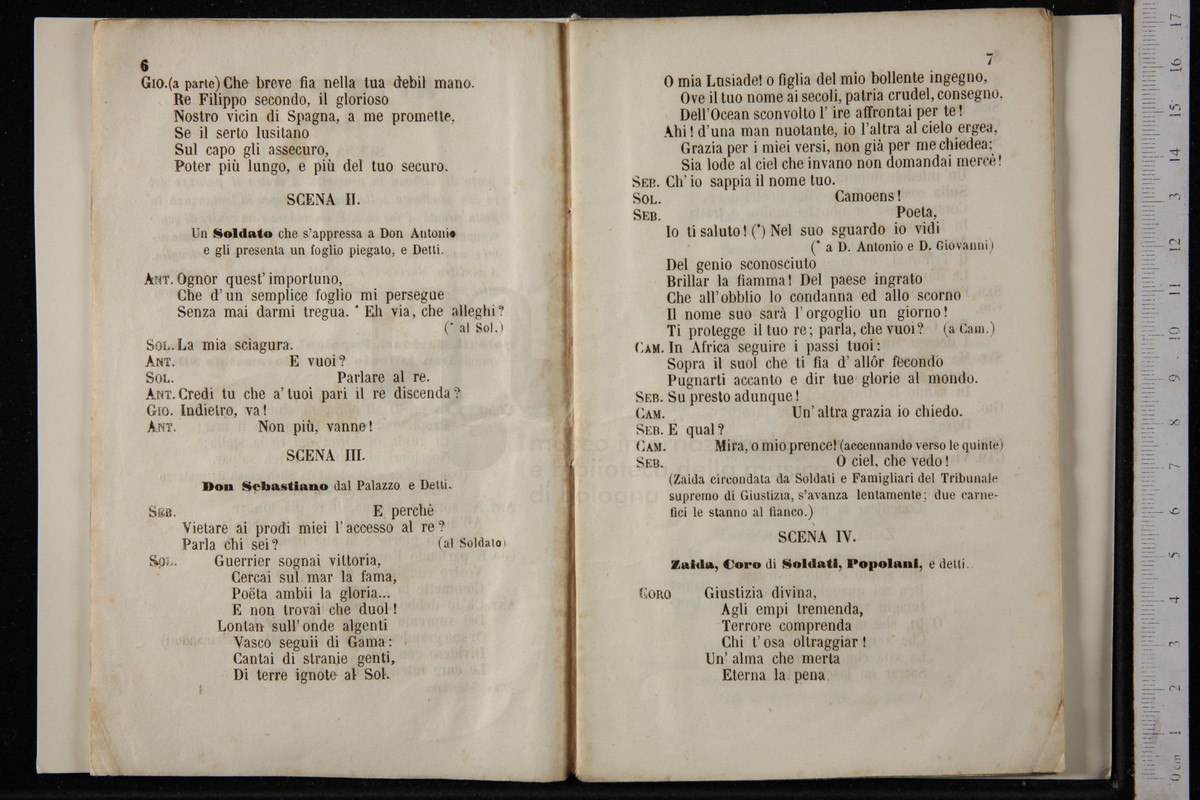 6
GIO.(a parte) Che breve fia nella tua debil mano.
Re Filippo secondo, il glorioso
Nostro vicin di Spagna, a me promette,
Se il serto lusitano
Sul capo gli assecuro,
Poter più lungo, e più del tuo securo.
SCENA II.
Un Soldato che s'appressa a Don Antonio
e gli presenta un foglio piegato, e Detti.
ANT. Ognor quest' importuno,
Che d' un semplice foglio mi persegue
Senza mai darmi tregua. * Eh via, che alleghi?
(* al Sol.)
SOL. La mia sciagura.
ANT. E vuoi?
SOL. Parlare al re.
ANT. Credi tu che a' tuoi pari il re discenda?
GIO. Indietro, va!
ANT. Non più, vanne!
SCENA III.
Don Sebastiano dal Palazzo e Detti.
SEB. E perchè
Vietare ai prodi miei l' accesso al re?
Parla chi sei? (al Soldato)
SOL. Guerrier sognai vittoria,
Cercai sul mar la fama,
Poëta ambii la gloria...
E non trovai che duol!
Lontan sull' onde algenti
Vasco seguii di Gama:
Cantai di stranie genti,
Di terre ignote al Sol.
7
O mia Lusiade! o figlia del mio bollente ingegno,
Ove il tuo nome ai secoli, patria crudel, consegno,
Dell' Ocean sconvolto l' ire affrontai per te!
Ahi! d'una man nuotante, io l'altra al cielo ergea,
Grazia per i miei versi, non già per me chiedea;
Sia lode al ciel che invano non domandai mercè!
SEB. Ch' io sappia il nome tuo.
SOL. Camoens!
SEB. Poeta,
Io ti saluto! (*) Nel suo sguardo io vidi
(* a D. Antonio e D. Giovanni)
Del genio sconosciuto
Brillar la fiamma! Del paese ingrato
Che all' obblio lo condanna ed allo scorno
Il nome suo sarà l' orgoglio un giorno!
Ti protegge il tuo re; parla, che vuoi? (a Cam.)
CAM. In Africa seguire i passi tuoi:
Sopra il suol che ti fia d' allôr fecondo
Pugnarti accanto e dir tue glorie al mondo.
SEB. Su presto adunque!
CAM. Un' altra grazia io chiedo.
SEB. E qual?
CAM. Mira, o mio prence! (accennando verso le quinte)
SEB. O ciel, che vedo!
(Zaida circondata da Soldati e Famigliari del Tribunale
supremo di Giustizia, s'avanza lentamente; due carne-
fici le stanno al fianco.)
SCENA IV.
Zaida, Coro di Soldati, Popolani, e detti.
CORO Giustizia divina,
Agli empi tremenda,
Terrore comprenda
Chi t' osa oltraggiar!
Un' alma che merta
Eterna la pena